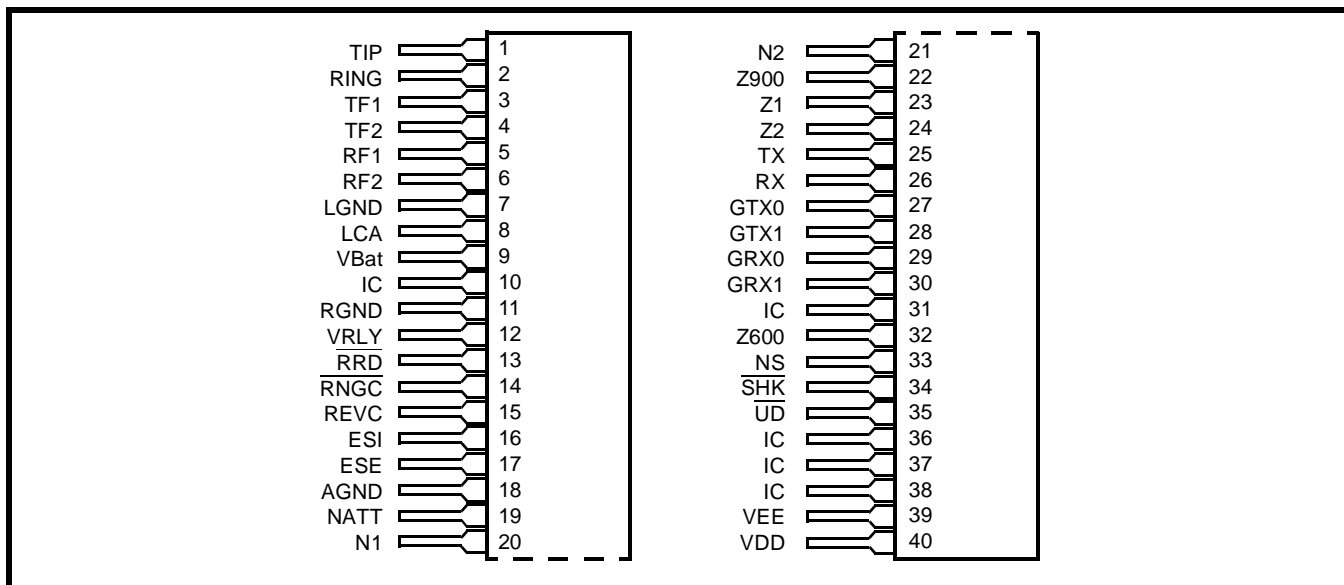 TIP 1
RING 2
TF1 3
TF2 4
RF1 5
RF2 6
LGND 7
LCA 8
VBat 9
IC 10
RGND 11
VRLY 12
R̅R̅D̅ 13
R̅N̅G̅C̅ 14
REVC 15
ESI 16
ESE 17
AGND 18
NATT 19
N1 20
N2 21
Z900 22
Z1 23
Z2 24
TX 25
RX 26
GTX0 27
GTX1 28
GRX0 29
GRX1 30
IC 31
Z600 32
NS 33
S̅H̅K̅ 34
U̅D̅ 35
IC 36
IC 37
IC 38
VEE 39
VDD 40